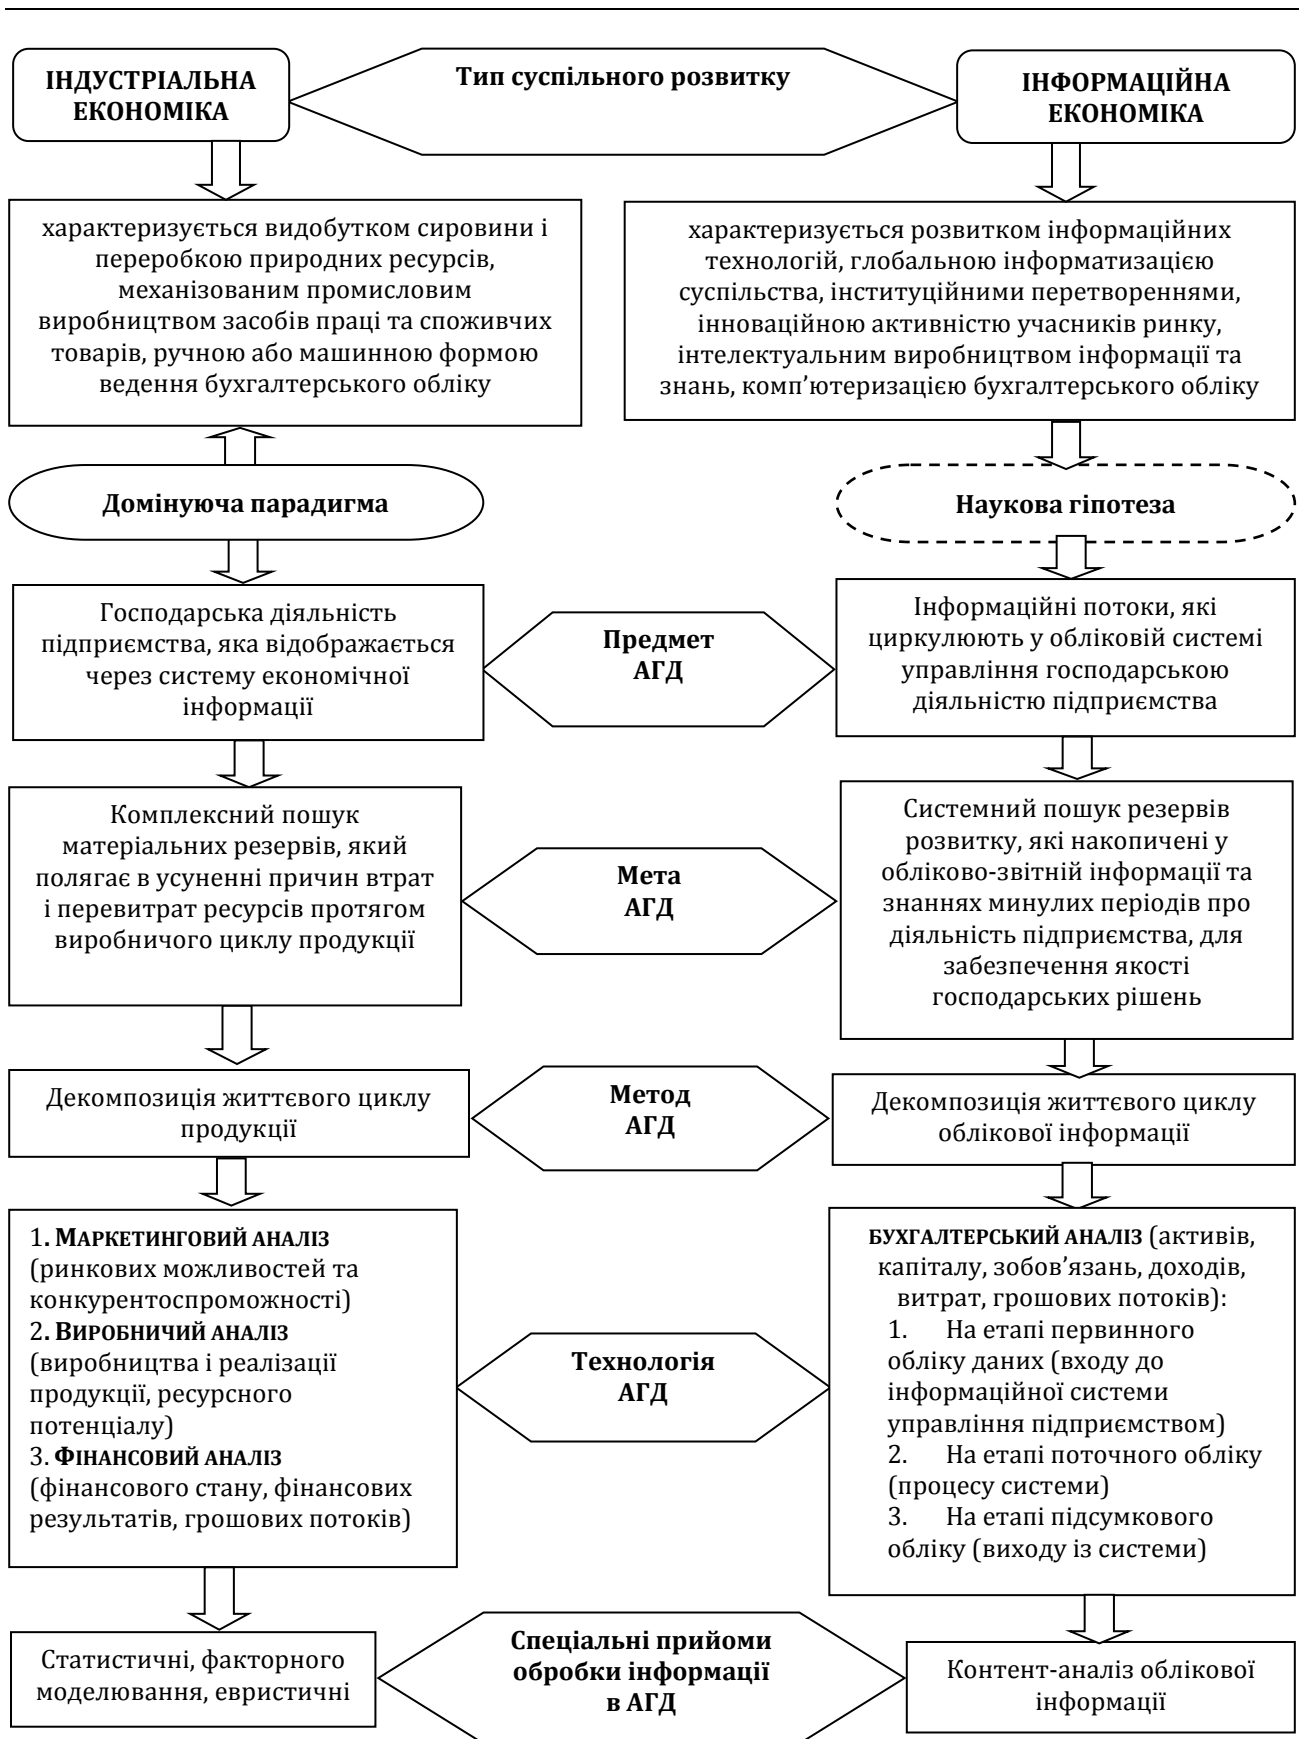 ІНДУСТРІАЛЬНА
ЕКОНОМІКА
Тип суспільного розвитку
ІНФОРМАЦІЙНА
ЕКОНОМІКА
характеризується видобутком сировини і
переробкою природних ресурсів,
механізованим промисловим
виробництвом засобів праці та споживчих
товарів, ручною або машинною формою
ведення бухгалтерського обліку
характеризується розвитком інформаційних
технологій, глобальною інформатизацією
суспільства, інституційними перетвореннями,
інноваційною активністю учасників ринку,
інтелектуальним виробництвом інформації та
знань, комп’ютеризацією бухгалтерського обліку
Домінуюча парадигма
Наукова гіпотеза
Господарська діяльність
підприємства, яка відображається
через систему економічної
інформації
Предмет
АГД
Інформаційні потоки, які
циркулюють у обліковій системі
управління господарською
діяльністю підприємства
Комплексний пошук
матеріальних резервів, який
полягає в усуненні причин втрат
і перевитрат ресурсів протягом
виробничого циклу продукції
Мета
АГД
Системний пошук резервів
розвитку, які накопичені у
обліково-звітній інформації та
знаннях минулих періодів про
діяльність підприємства, для
забезпечення якості
господарських рішень
Декомпозиція життєвого циклу
продукції
Метод
АГД
Декомпозиція життєвого циклу
облікової інформації
1. МАРКЕТИНГОВИЙ АНАЛІЗ
(ринкових можливостей та
конкурентоспроможності)
2. ВИРОБНИЧИЙ АНАЛІЗ
(виробництва і реалізації
продукції, ресурсного
потенціалу)
3. ФІНАНСОВИЙ АНАЛІЗ
(фінансового стану, фінансових
результатів, грошових потоків)
Технологія
АГД
БУХГАЛТЕРСЬКИЙ АНАЛІЗ (активів,
капіталу, зобов’язань, доходів,
витрат, грошових потоків):
1. На етапі первинного
обліку даних (входу до
інформаційної системи
управління підприємством)
2. На етапі поточного обліку
(процесу системи)
3. На етапі підсумкового
обліку (виходу із системи)
Статистичні, факторного
моделювання, евристичні
Спеціальні прийоми
обробки інформації
в АГД
Контент-аналіз облікової
інформації